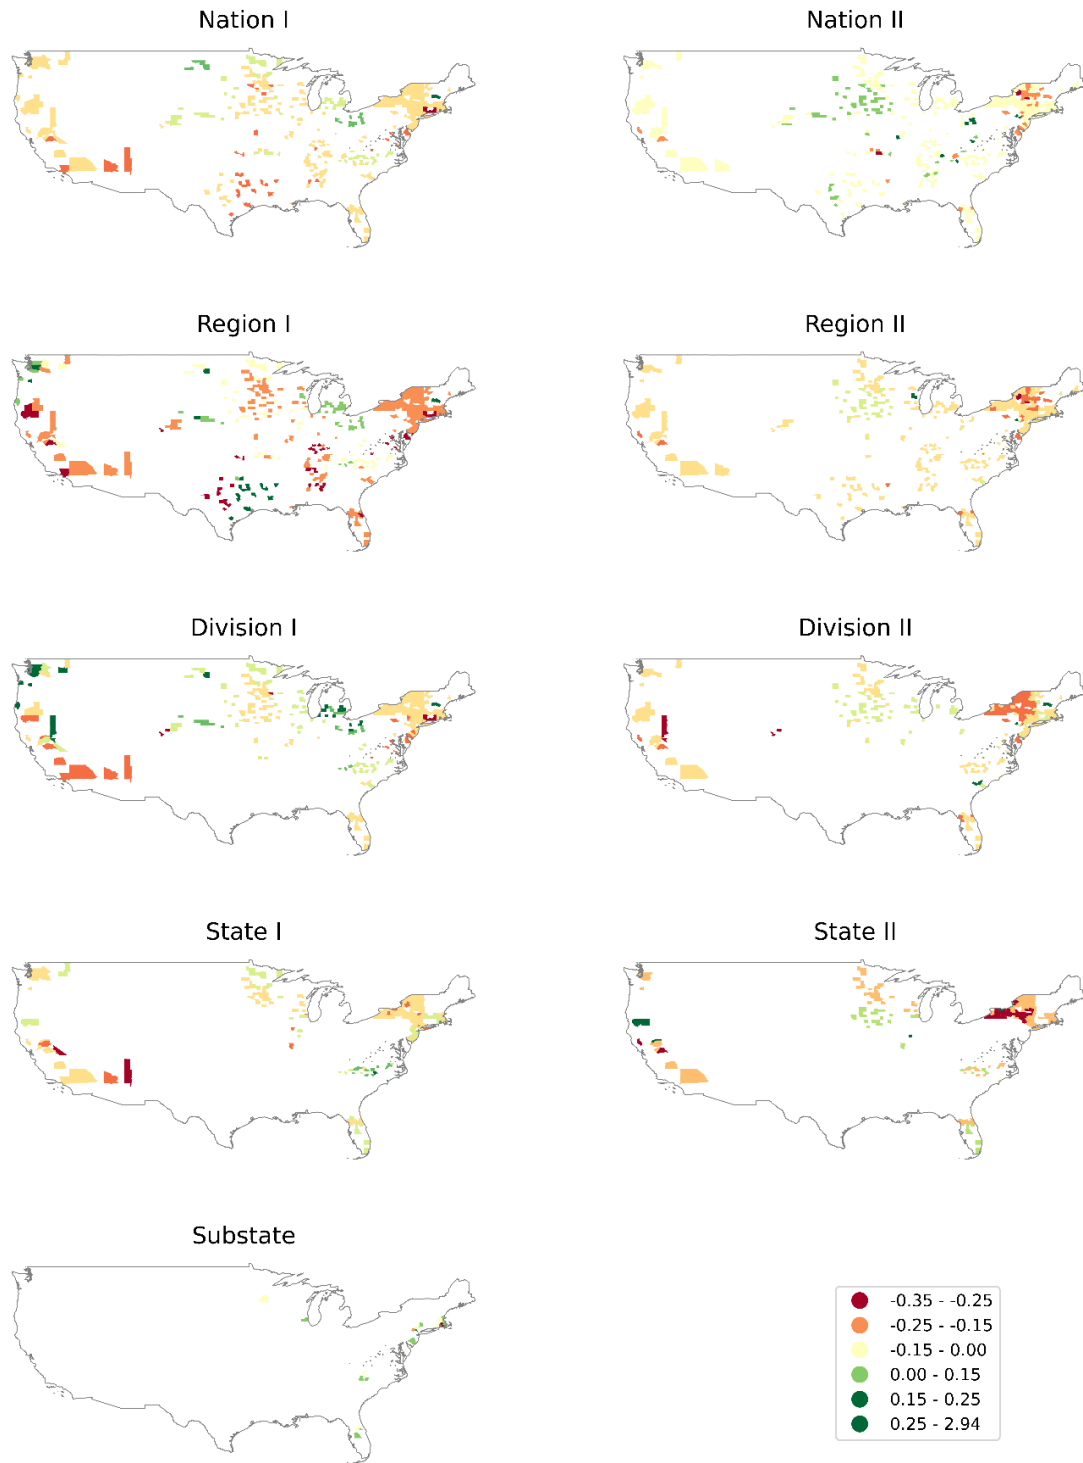 Nation I
Nation II
Region I
Region II
Division I
Division II
State I
State II
Substate
-0.35 - -0.25
-0.25 - -0.15
-0.15 - 0.00
0.00 - 0.15
0.15 - 0.25
0.25 - 2.94